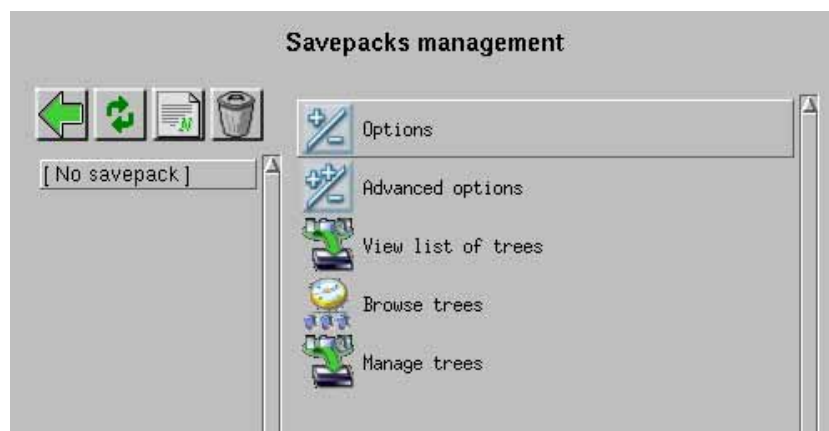 Savepacks management
[ No savepack ]
Options
Advanced options
View list of trees
Browse trees
Manage trees